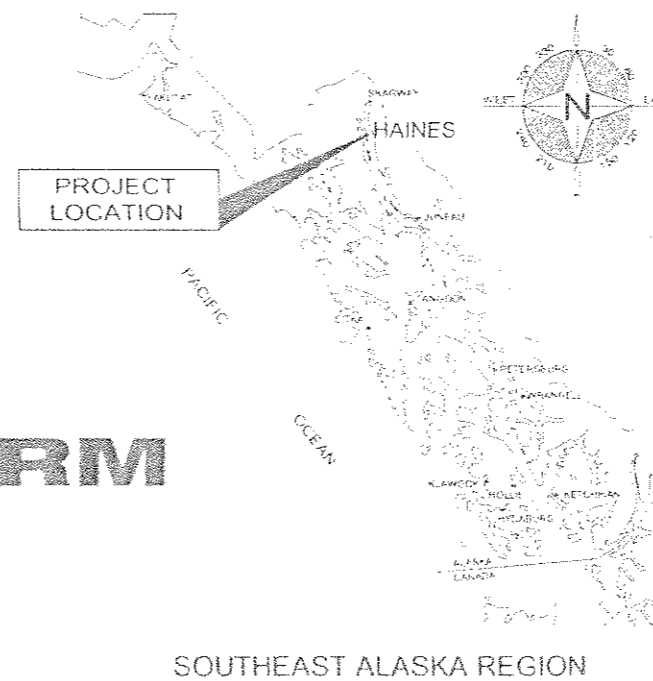 SKAGWAY
HAINES
N
PROJECT
LOCATION
JUNEAU
PACIFIC
ANGOON
PETERSBURG
WRANGELL
OCEAN
RM
KLAWOCK
HOLLIS
KETCHIKAN
HYDABURG
ALASKA
CANADA
SOUTHEAST ALASKA REGION